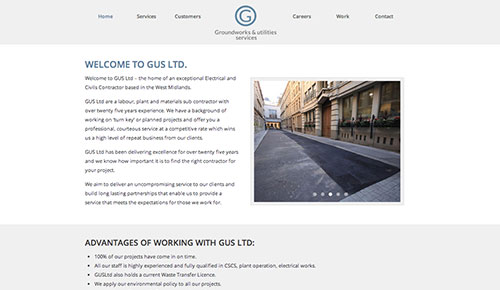 Home Services Customers Careers Work Contact
Groundworks & utilities
services
WELCOME TO GUS LTD.
Welcome to GUS Ltd – the home of an exceptional Electrical and
Civils Contractor based in the West Midlands.
GUS Ltd are a labour, plant and materials sub contractor with
over twenty five years experience. We have a background of
working on 'turn key' or planned projects and offer you a
professional, courteous service at a competitive rate which wins
us a high level of repeat business from our clients.
GUS Ltd has been delivering excellence for over twenty five years
and we know how important it is to find the right contractor for
your project.
We aim to deliver an uncompromising service to our clients and
build long lasting partnerships that enable us to provide a
service that meets the expectations for those we work for.
ADVANTAGES OF WORKING WITH GUS LTD:
• 100% of our projects have come in on time.
• All our staff is highly experienced and fully qualified in CSCS, plant operation, electrical works.
• GUSLtd also holds a current Waste Transfer Licence.
• We apply our environmental policy to all our projects.